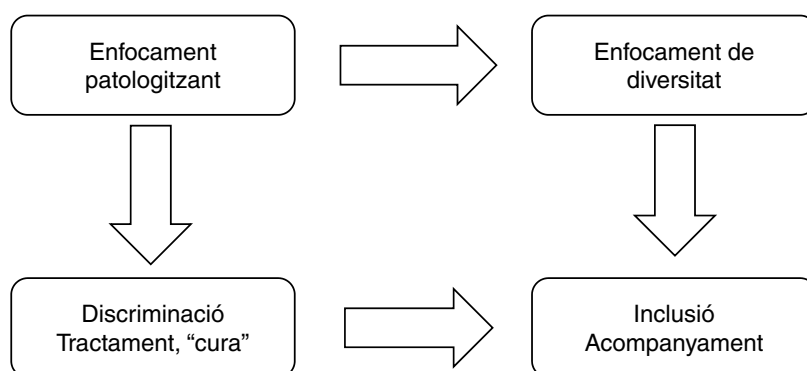 Enfocament
patologitzant
Enfocament de
diversitat
Discriminació
Tractament, “cura”
Inclusió
Acompanyament